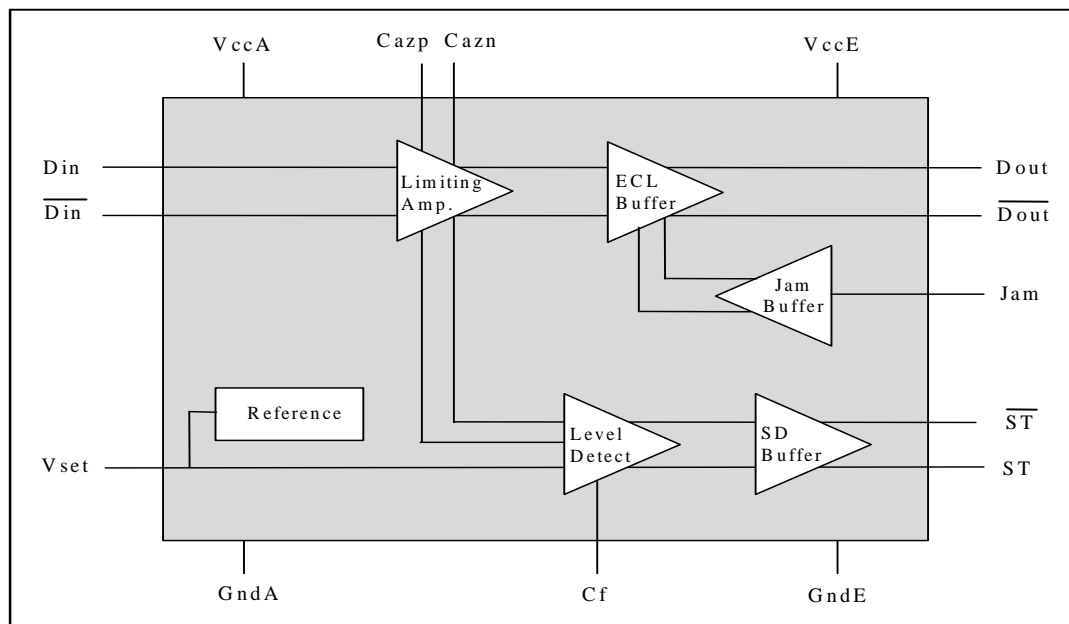 VccA
Cazp
Cazn
VccE
Din
Din
Limiting
Amp.
ECL
Buffer
Dout
Dout
Jam
Buffer
Jam
Reference
Level
Detect
SD
Buffer
ST
ST
Vset
GndA
Cf
GndE